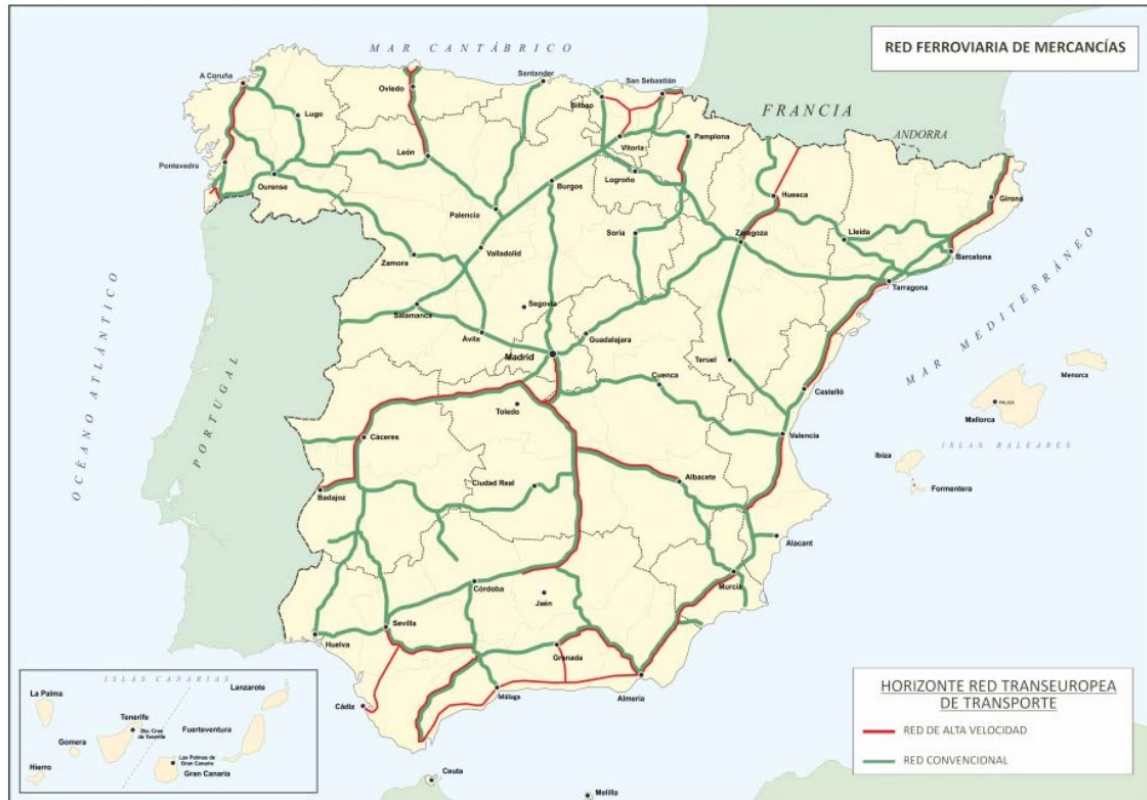 MAR CANTÁBRICO
RED FERROVIARIA DE MERCANCÍAS
A Coruña
Oviedo
Santander
San Sebastián
Bilbao
FRANCIA
Lugo
ANDORRA
Vitoria
Pamplona
Pontevedra
León
Ourense
Logroño
Burgos
Huesca
Girona
Palencia
Soria
Zaragoza
Lleida
Zamora
Valladolid
Barcelona
Tarragona
Segovia
Salamanca
Ávila
Guadalajara
Madrid
Teruel
MAR MEDITERRÁNEO
OCÉANO ATLÁNTICO
PORTUGAL
Cuenca
Castelló
Menorca
Toledo
Mallorca
PALMA
Cáceres
Valencia
ISLAS BALEARES
Ibiza
Badajoz
Ciudad Real
Albacete
Formentera
Alacant
Murcia
Córdoba
Jaén
Huelva
Sevilla
Granada
Málaga
Almería
Cádiz
ISLAS CANARIAS
La Palma
Lanzarote
Tenerife
Sta. Cruz
de Tenerife
Fuerteventura
Gomera
Las Palmas de
Gran Canaria
Hierro
Gran Canaria
Ceuta
Melilla
HORIZONTE RED TRANSEUROPEA
DE TRANSPORTE
RED DE ALTA VELOCIDAD
RED CONVENCIONAL